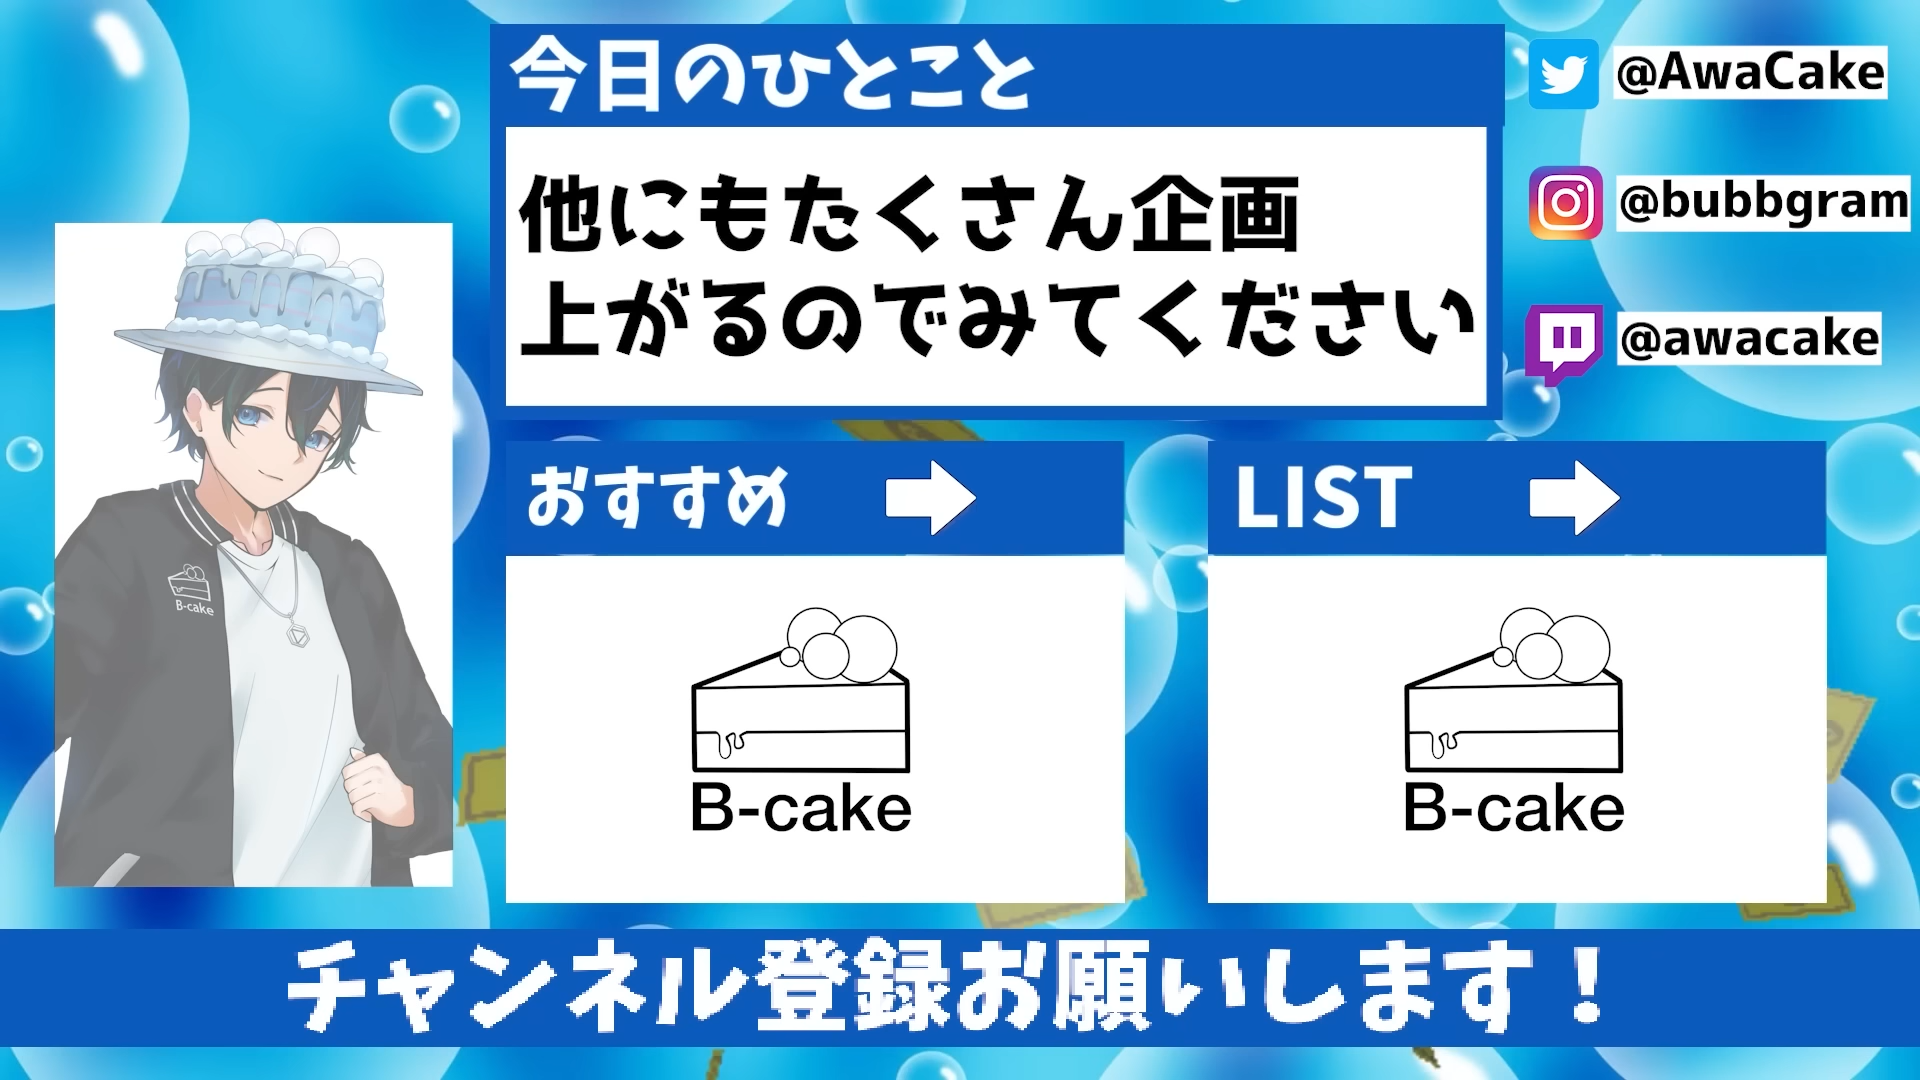 今日のひとこと
他にもたくさん企画
上がるのでみてください
@AwaCake
@bubbgram
@awacake
B-cake
おすすめ
LIST
B-cake
B-cake
チャンネル登録お願いします！